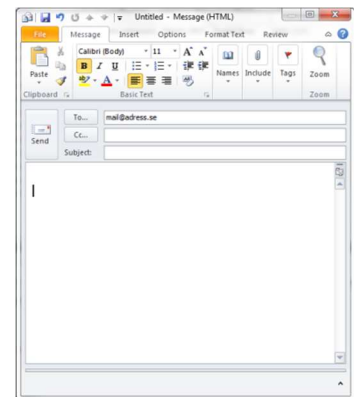 Untitled - Message (HTML)
File Message Insert Options Format Text Review
Calibri (Body) 11 A A
Paste B I U Names Include Tags Zoom
ab A
Clipboard Basic Text Zoom
To... mail@adress.se
Send Cc...
Subject: